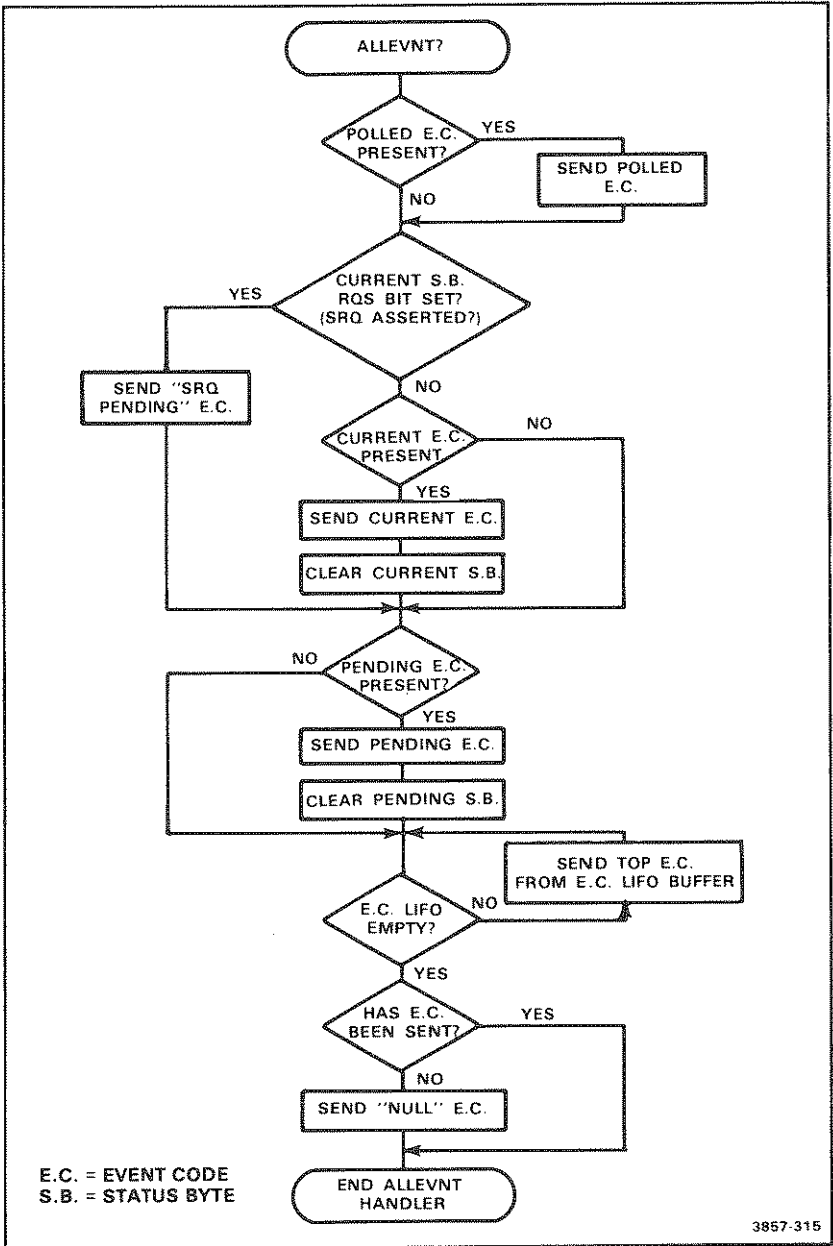 ALLEVNT?
POLLED E.C.
PRESENT?
YES
SEND POLLED
E.C.
NO
CURRENT S.B.
RQS BIT SET?
(SRQ ASSERTED?)
YES
SEND "SRQ
PENDING" E.C.
NO
CURRENT E.C.
PRESENT
NO
YES
SEND CURRENT E.C.
CLEAR CURRENT S.B.
NO
PENDING E.C.
PRESENT?
YES
SEND PENDING E.C.
CLEAR PENDING S.B.
SEND TOP E.C.
FROM E.C. LIFO BUFFER
E.C. LIFO
EMPTY?
NO
YES
HAS E.C.
BEEN SENT?
YES
NO
SEND "NULL" E.C.
E.C. = EVENT CODE
S.B. = STATUS BYTE
END ALLEVNT
HANDLER
3857-315